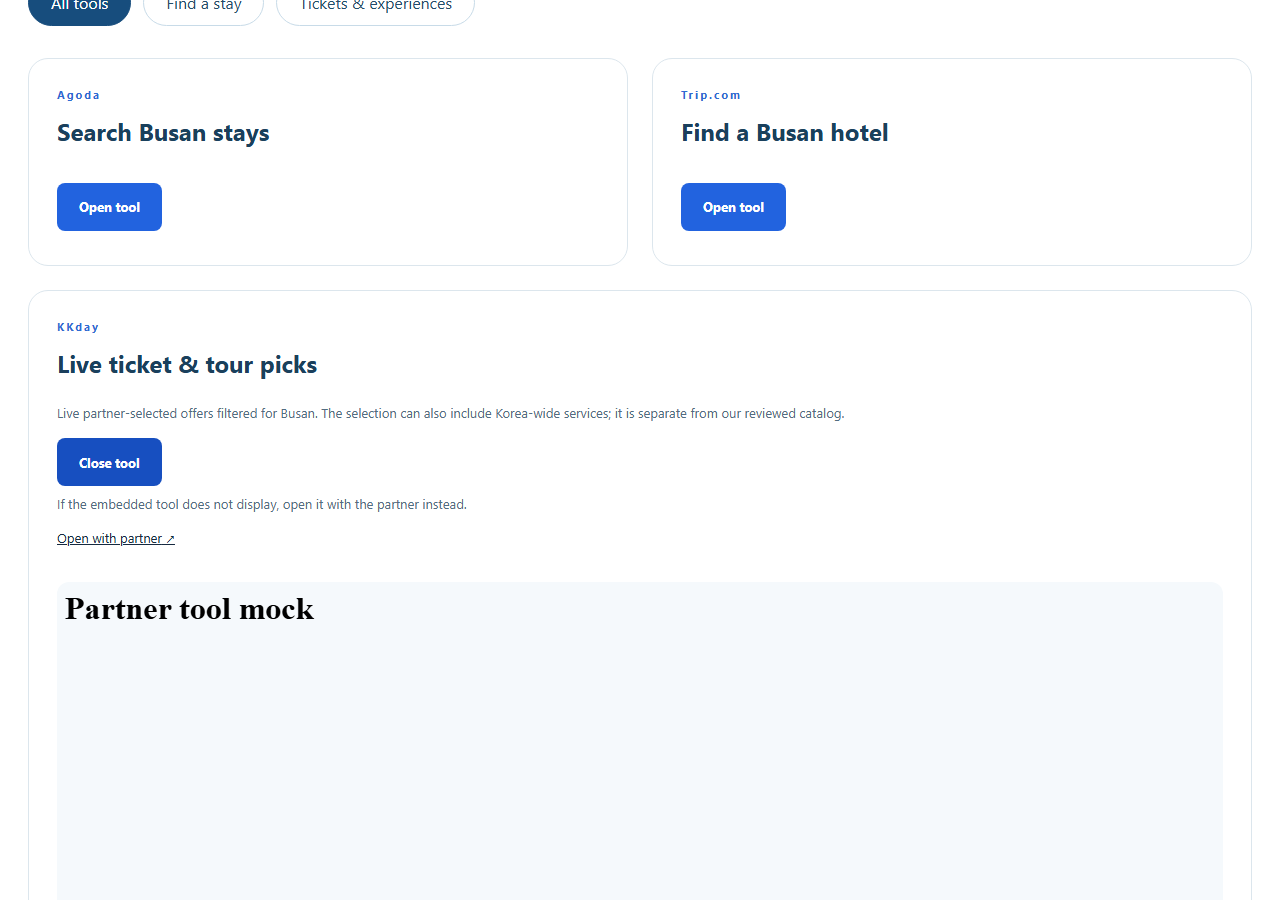 All tools
Find a stay
Tickets & experiences
Agoda
Search Busan stays
Open tool
Trip.com
Find a Busan hotel
Open tool
KKday
Live ticket & tour picks
Live partner-selected offers filtered for Busan. The selection can also include Korea-wide services; it is separate from our reviewed catalog.
Close tool
If the embedded tool does not display, open it with the partner instead.
Open with partner ↗
Partner tool mock